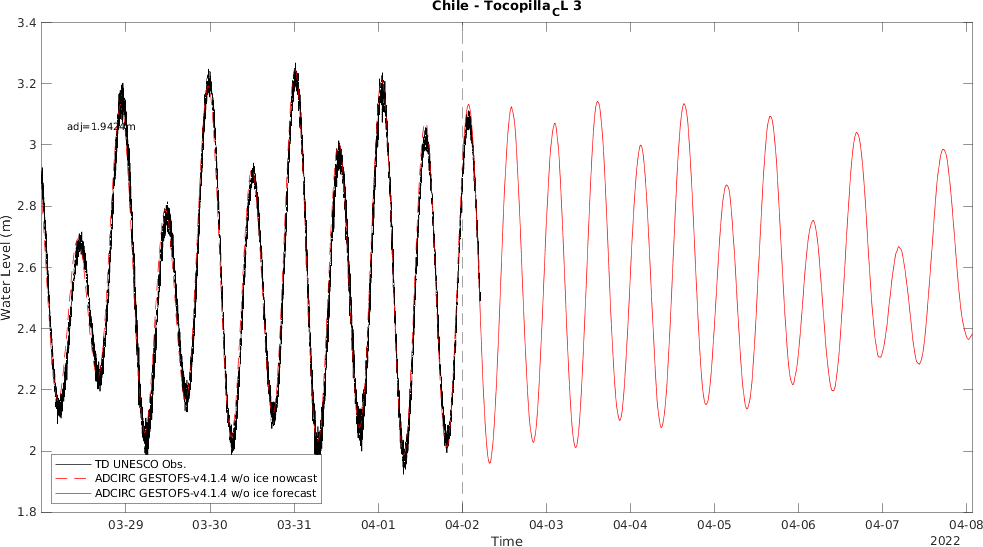 Chile - Tocopilla_CL 3
3.4
3.2
3
2.8
2.6
2.4
2.2
2
1.8
Water Level (m)
adj=1.9424m
TD UNESCO Obs.
ADCIRC GESTOFS-v4.1.4 w/o ice nowcast
ADCIRC GESTOFS-v4.1.4 w/o ice forecast
03-29 03-30 03-31 04-01 04-02 04-03 04-04 04-05 04-06 04-07 04-08
Time
2022